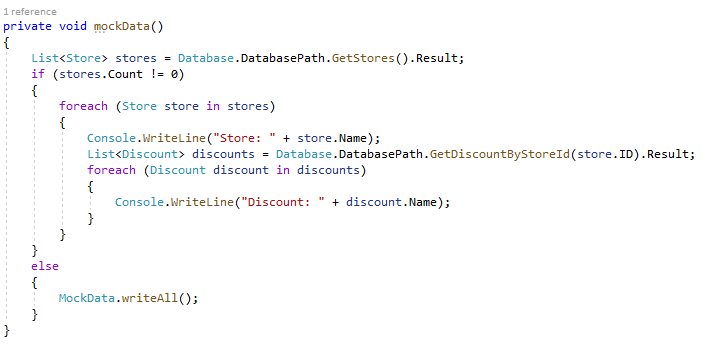 1 reference
private void mockData()
{
    List<Store> stores = Database.DatabasePath.GetStores().Result;
    if (stores.Count != 0)
    {
        foreach (Store store in stores)
        {
            Console.WriteLine("Store: " + store.Name);
            List<Discount> discounts = Database.DatabasePath.GetDiscountByStoreId(store.ID).Result;
            foreach (Discount discount in discounts)
            {
                Console.WriteLine("Discount: " + discount.Name);
            }
        }
    }
    else
    {
        MockData.writeAll();
    }
}